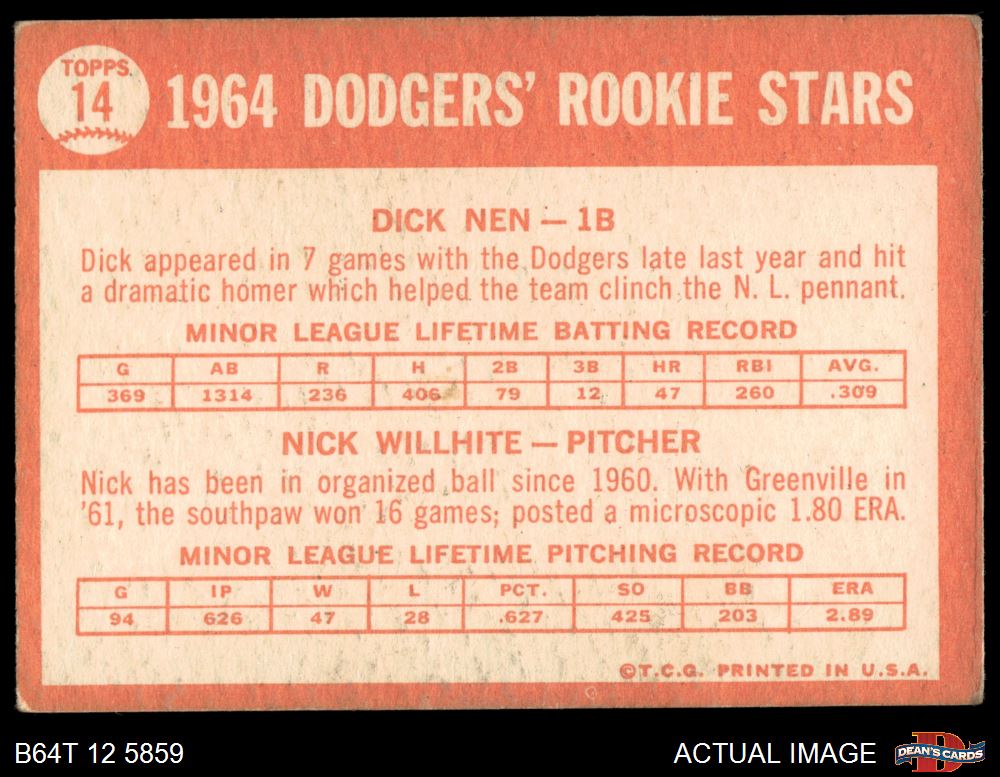 TOPPS
14
1964 DODGERS' ROOKIE STARS
DICK NEN — 1B
Dick appeared in 7 games with the Dodgers late last year and hit
a dramatic homer which helped the team clinch the N. L. pennant.
MINOR LEAGUE LIFETIME BATTING RECORD
G AB R H 2B 3B HR RBI AVG.
369 1314 236 406 79 12 47 260 .309
NICK WILLHITE — PITCHER
Nick has been in organized ball since 1960. With Greenville in
'61, the southpaw won 16 games; posted a microscopic 1.80 ERA.
MINOR LEAGUE LIFETIME PITCHING RECORD
G IP W L PCT. SO BB ERA
94 626 47 28 .627 425 203 2.89
©T.C.G. PRINTED IN U.S.A.
B64T 12 5859
ACTUAL IMAGE
D
DEAN'S CARDS